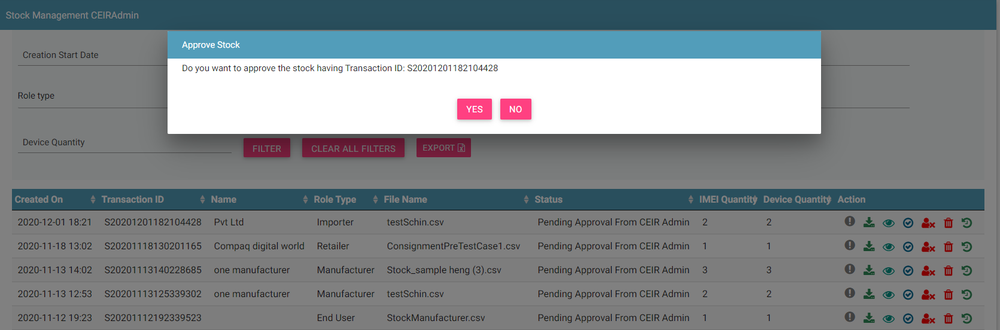 Stock Management CEIRAdmin
Approve Stock
Do you want to approve the stock having Transaction ID: S20201201182104428
YES NO
Creation Start Date
Role type
Device Quantity FILTER CLEAR ALL FILTERS EXPORT
Created On Transaction ID Name Role Type File Name Status IMEI Quantity Device Quantity Action
2020-12-01 18:21 S20201201182104428 Pvt Ltd Importer testSchin.csv Pending Approval From CEIR Admin 2 2
2020-11-18 13:02 S20201118130201165 Compaq digital world Retailer ConsignmentPreTestCase1.csv Pending Approval From CEIR Admin 1 1
2020-11-13 14:02 S20201113140228685 one manufacturer Manufacturer Stock_sample heng (3).csv Pending Approval From CEIR Admin 3 3
2020-11-13 12:53 S20201113125339302 one manufacturer Manufacturer testSchin.csv Pending Approval From CEIR Admin 2 2
2020-11-12 19:23 S20201112192339523 End User StockManufacturer.csv Pending Approval From CEIR Admin 1 1